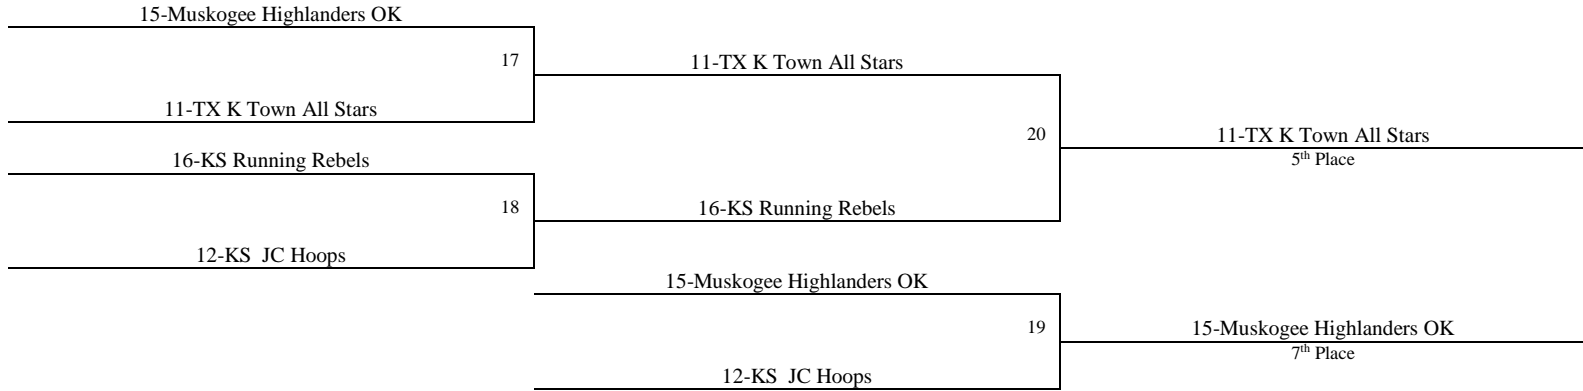 15-Muskogee Highlanders OK
17
11-TX K Town All Stars
11-TX K Town All Stars
20
11-TX K Town All Stars
5th Place
16-KS Running Rebels
18
16-KS Running Rebels
12-KS  JC Hoops
15-Muskogee Highlanders OK
19
15-Muskogee Highlanders OK
7th Place
12-KS  JC Hoops